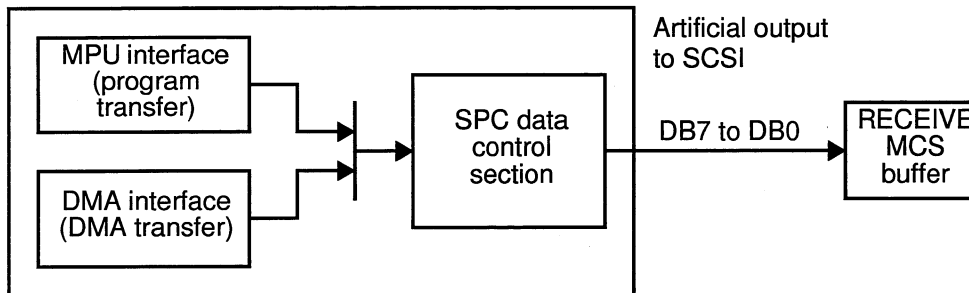 MPU interface
(program
transfer)
DMA interface
(DMA transfer)
SPC data
control
section
Artificial output
to SCSI
DB7 to DB0
RECEIVE
MCS
buffer